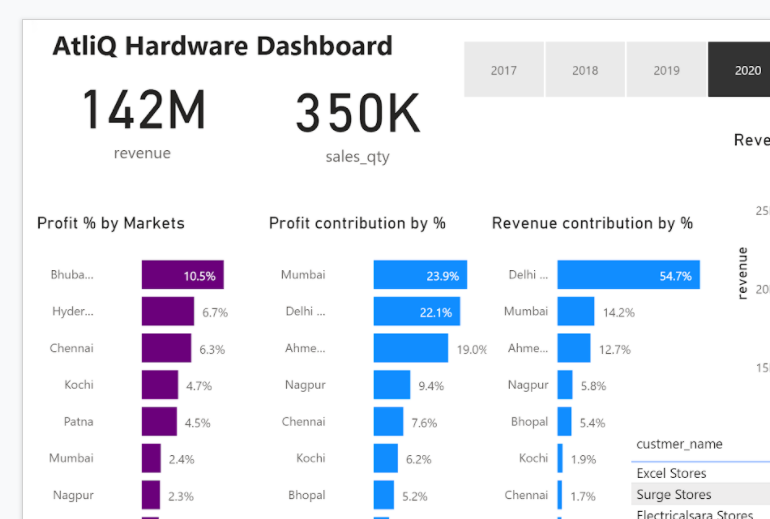 AtliQ Hardware Dashboard
142M
revenue
350K
sales_qty
2017
2018
2019
2020
Reve
Profit % by Markets
Bhuba...
10.5%
Hyder...
6.7%
Chennai
6.3%
Kochi
4.7%
Patna
4.5%
Mumbai
2.4%
Nagpur
2.3%
Profit contribution by %
Mumbai
23.9%
Delhi ...
22.1%
Ahme...
19.0%
Nagpur
9.4%
Chennai
7.6%
Kochi
6.2%
Bhopal
5.2%
Revenue contribution by %
Delhi ...
54.7%
Mumbai
14.2%
Ahme...
12.7%
Nagpur
5.8%
Bhopal
5.4%
Kochi
1.9%
Chennai
1.7%
revenue
25
20
15
custmer_name
Excel Stores
Surge Stores
Electricalsara Stores